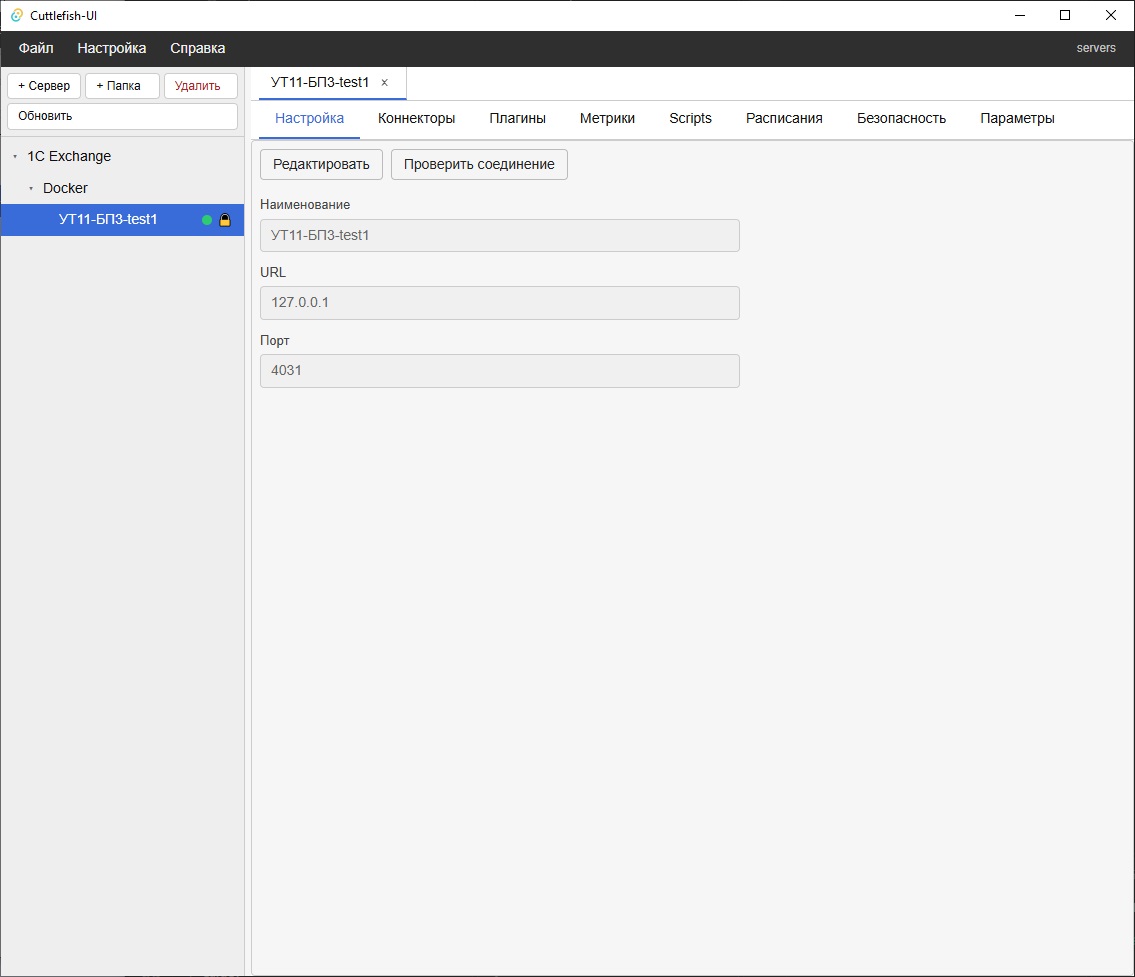 Cuttlefish-UI
Файл Настройка Справка servers
+ Сервер + Папка Удалить
Обновить
1C Exchange
Docker
УТ11-БП3-test1
УТ11-БП3-test1 ×
Настройка Коннекторы Плагины Метрики Scripts Расписания Безопасность Параметры
Редактировать Проверить соединение
Наименование
УТ11-БП3-test1
URL
127.0.0.1
Порт
4031